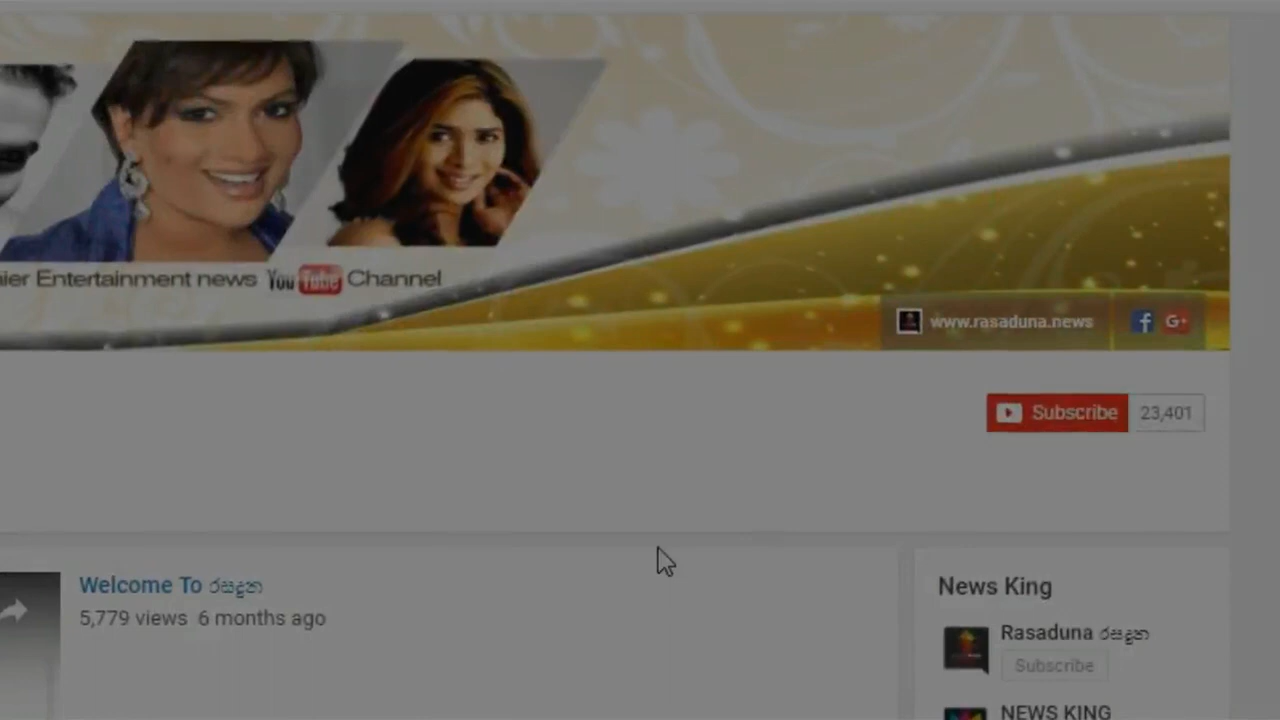 ier Entertainment news YouTube Channel
www.rasaduna.news
Subscribe 23,401
Welcome To රසදුන
5,779 views 6 months ago
News King
Rasaduna රසදුන
Subscribe
NEWS KING